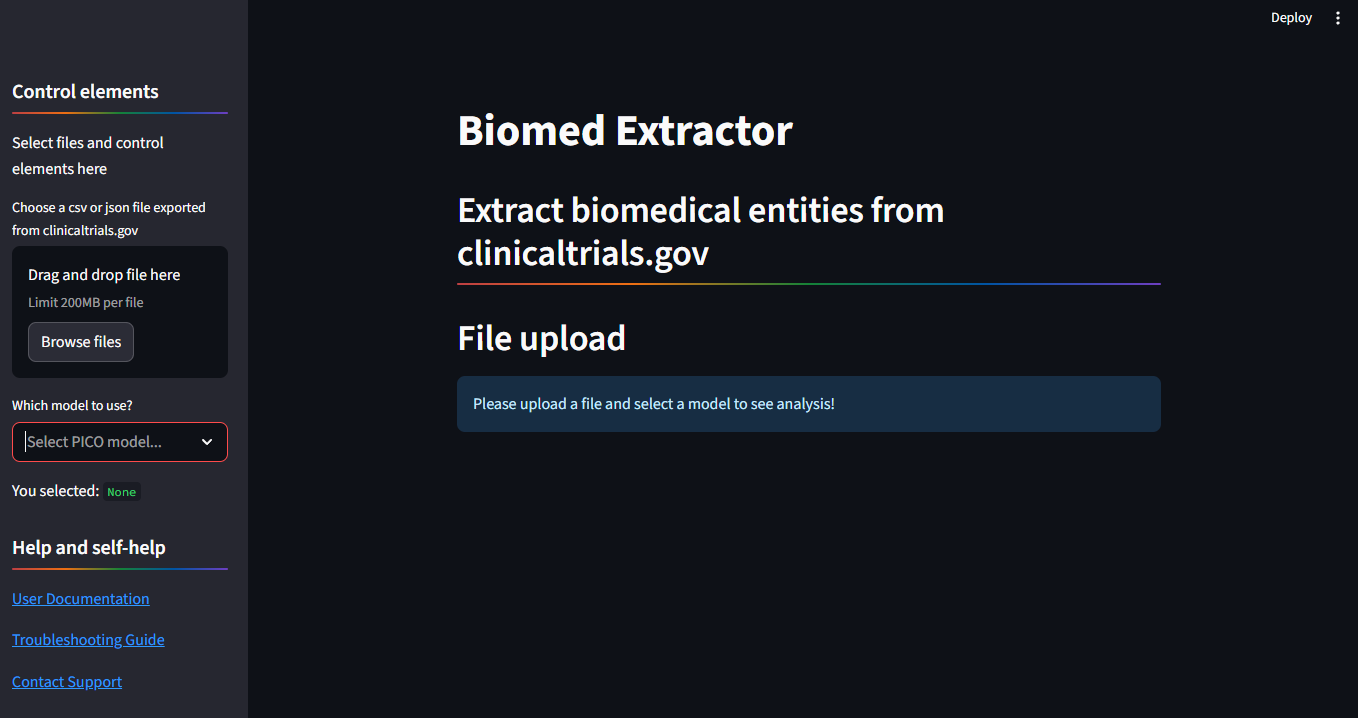 Deploy
Control elements
Select files and control
elements here
Choose a csv or json file exported
from clinicaltrials.gov
Drag and drop file here
Limit 200MB per file
Browse files
Which model to use?
Select PICO model...
You selected: None
Help and self-help
User Documentation
Troubleshooting Guide
Contact Support
Biomed Extractor
Extract biomedical entities from
clinicaltrials.gov
File upload
Please upload a file and select a model to see analysis!